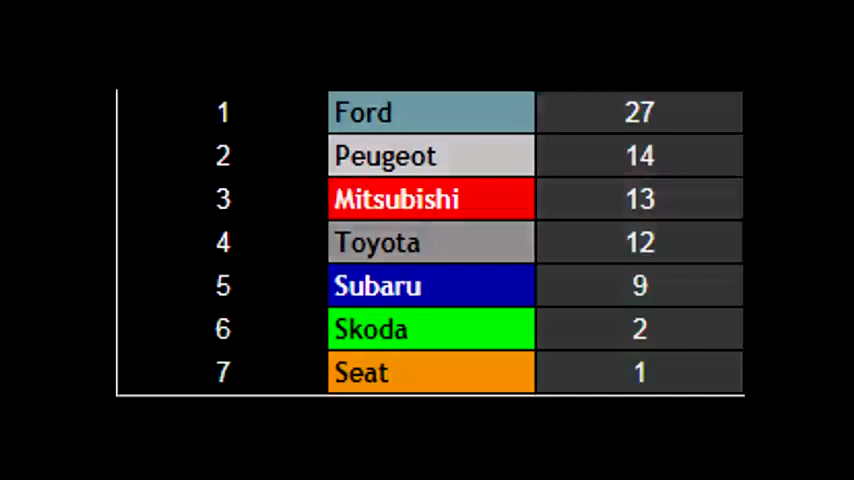 1 Ford 27
2 Peugeot 14
3 Mitsubishi 13
4 Toyota 12
5 Subaru 9
6 Skoda 2
7 Seat 1